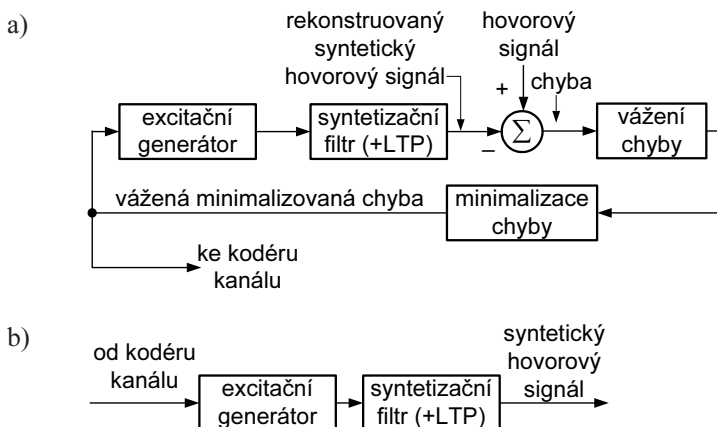 a)
rekonstruovaný
syntetický
hovorový signál
hovorový
signál
chyba
+
excitační
generátor
syntetizační
filtr (+LTP)
–
Σ
vážení
chyby
vážená minimalizovaná chyba
minimalizace
chyby
ke kodéru
kanálu
b)
od kodéru
kanálu
excitační
generátor
syntetizační
filtr (+LTP)
syntetický
hovorový
signál